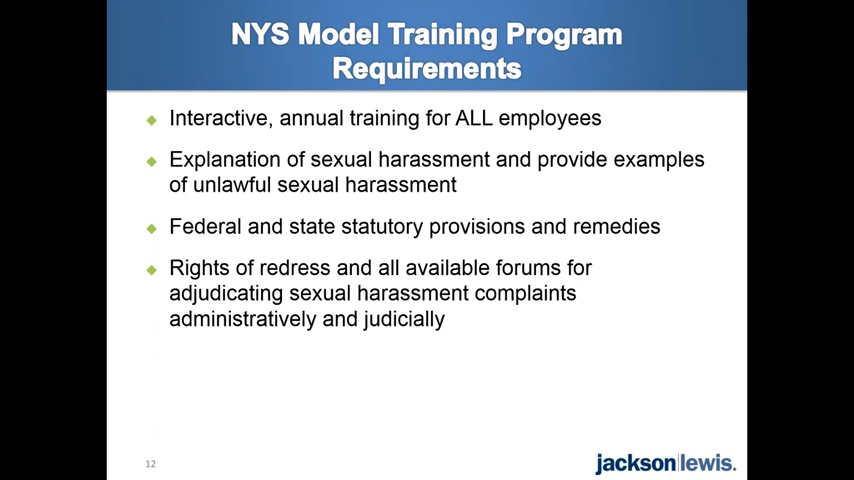 NYS Model Training Program
Requirements
Interactive, annual training for ALL employees
Explanation of sexual harassment and provide examples
of unlawful sexual harassment
Federal and state statutory provisions and remedies
Rights of redress and all available forums for
adjudicating sexual harassment complaints
administratively and judicially
12
jackson|lewis.